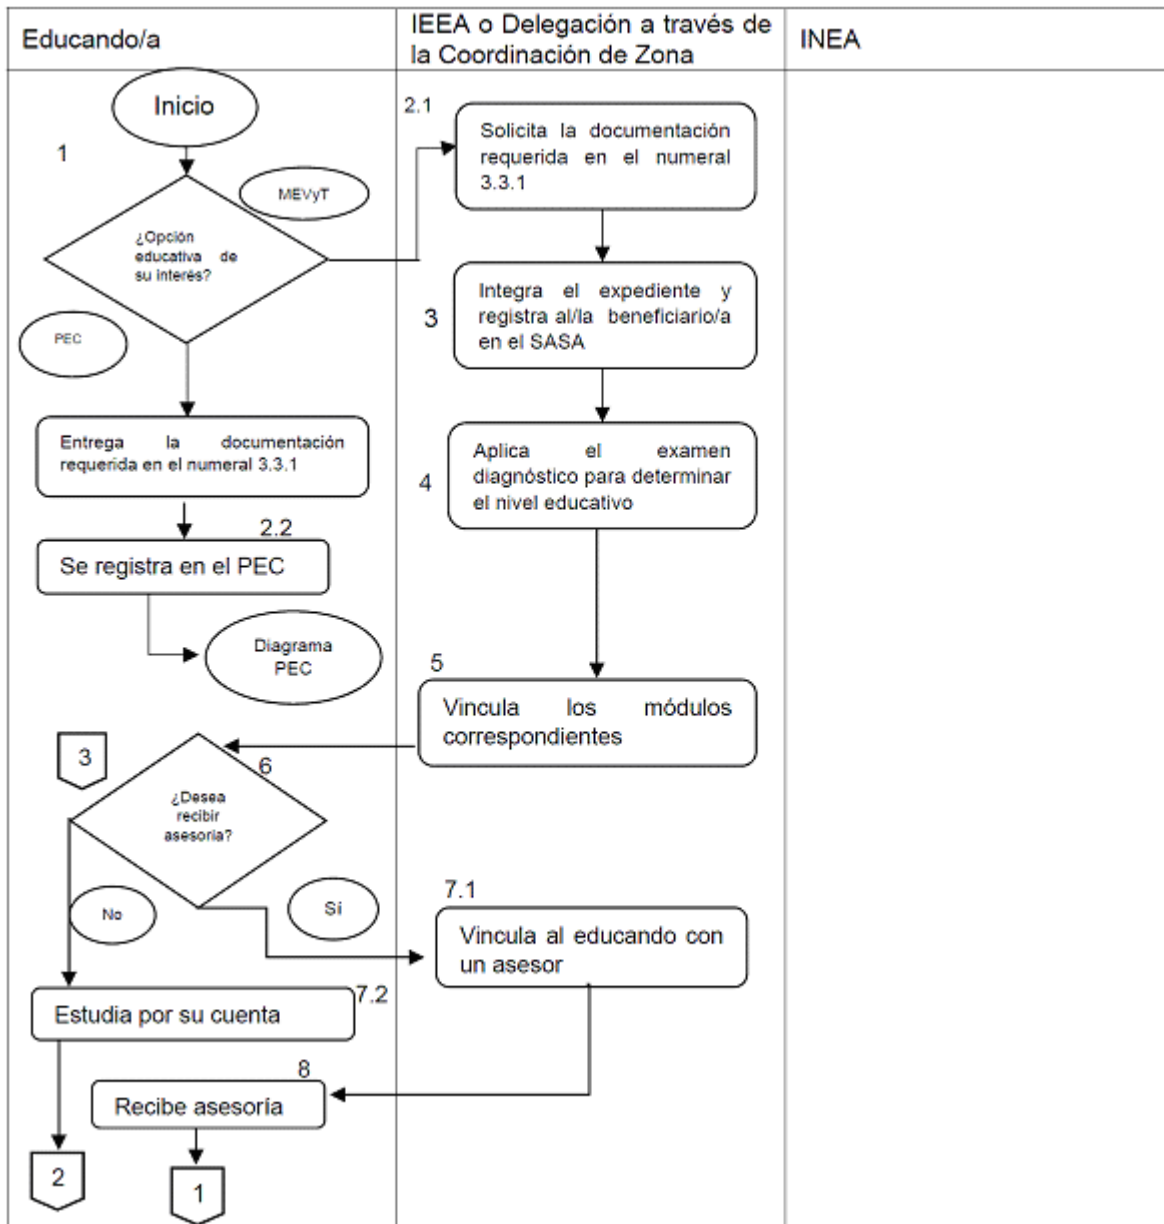 Educando/a
IEEA o Delegación a través de
la Coordinación de Zona
INEA
Inicio
1
MEVyT
¿Opción
educativa de
su interés?
PEC
Entrega la documentación
requerida en el numeral 3.3.1
2.2
Se registra en el PEC
Diagrama
PEC
2.1
Solicita la documentación
requerida en el numeral
3.3.1
3
Integra el expediente y
registra al/la beneficiario/a
en el SASA
4
Aplica el examen
diagnóstico para determinar
el nivel educativo
5
Vincula los módulos
correspondientes
3
6
¿Desea
recibir
asesoría?
No
Sí
7.1
Vincula al educando con
un asesor
7.2
Estudia por su cuenta
8
Recibe asesoría
2
1